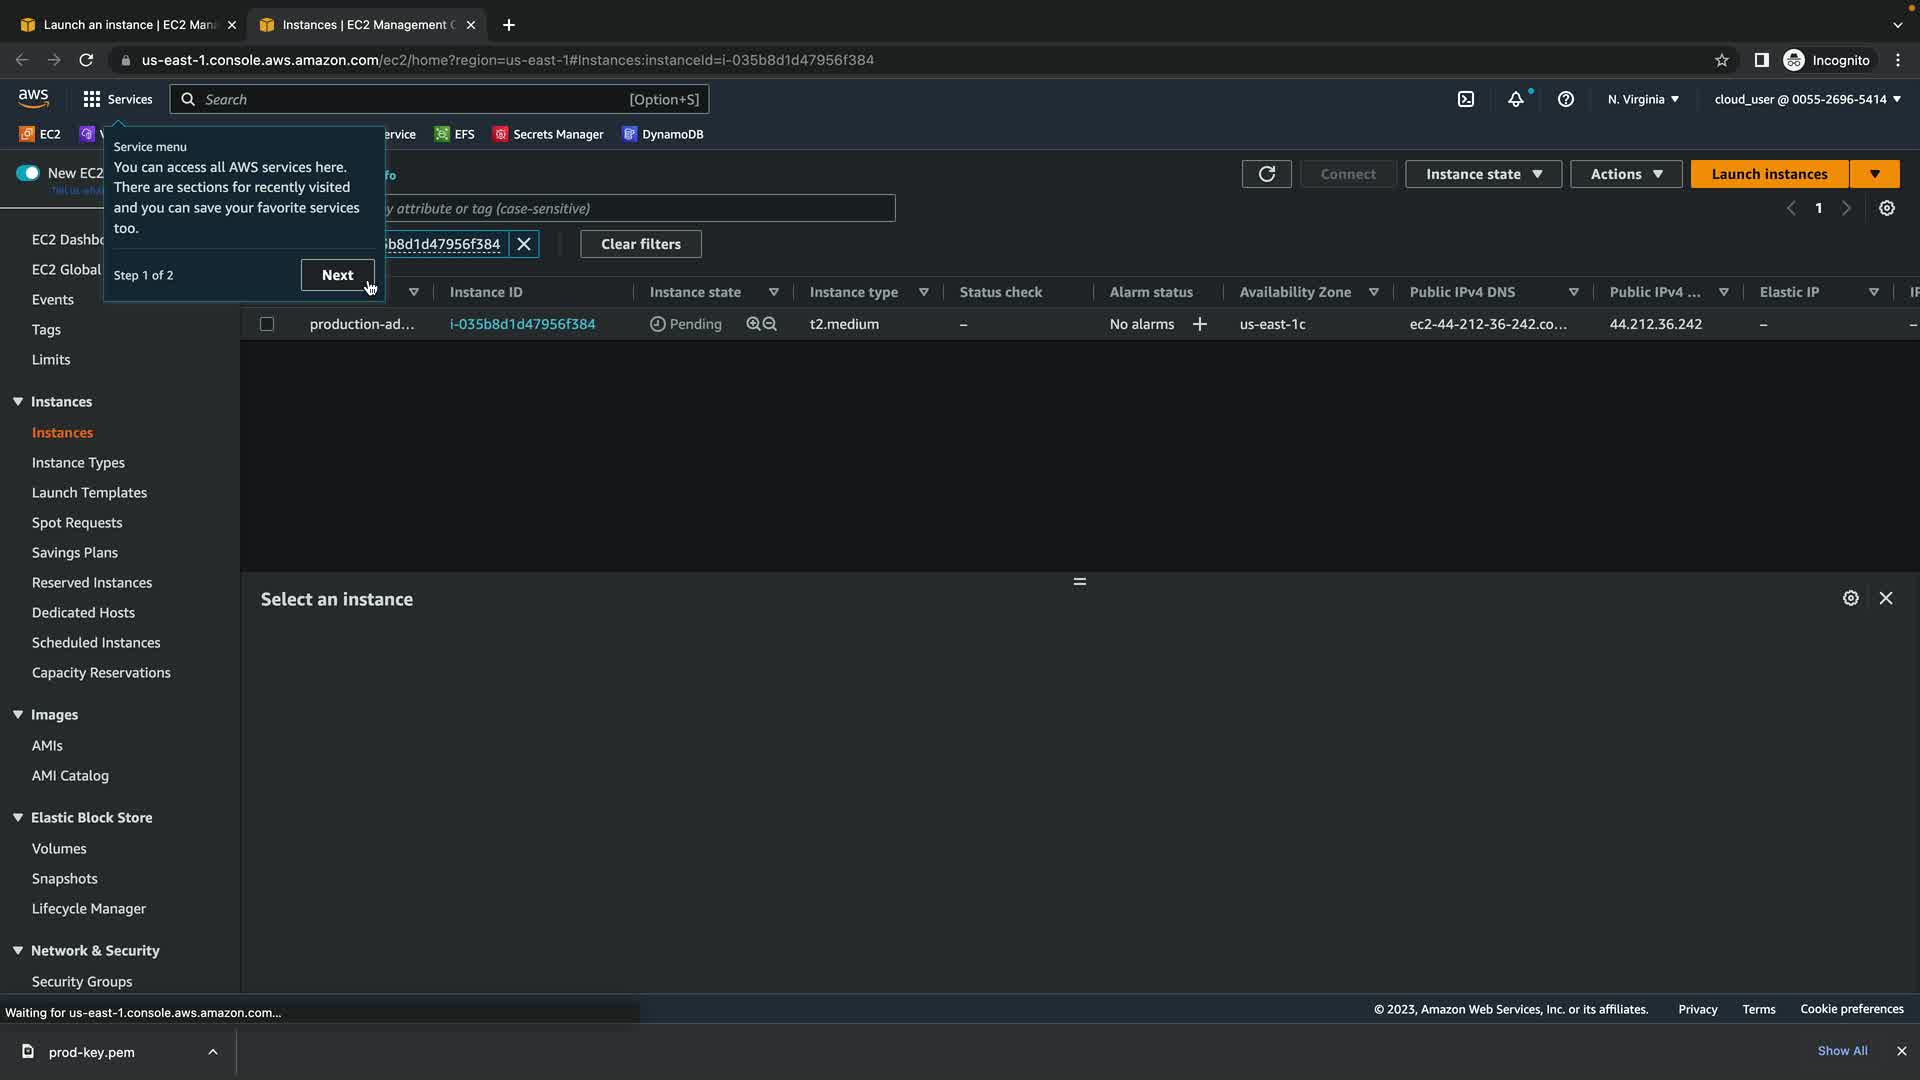 Launch an instance | EC2 Man
Instances | EC2 Management C
us-east-1.console.aws.amazon.com/ec2/home?region=us-east-1#Instances:instanceId=i-035b8d1d47956f384
Incognito
aws
Services
Search
[Option+S]
N. Virginia
cloud_user @ 0055-2696-5414
EC2
EFS
Secrets Manager
DynamoDB
Service menu
You can access all AWS services here.
There are sections for recently visited
and you can save your favorite services
too.
Step 1 of 2
Next
New EC2
Connect
Instance state
Actions
Launch instances
attribute or tag (case-sensitive)
1
b8d1d47956f384
Clear filters
Instance ID
Instance state
Instance type
Status check
Alarm status
Availability Zone
Public IPv4 DNS
Public IPv4 ...
Elastic IP
production-ad...
i-035b8d1d47956f384
Pending
t2.medium
–
No alarms
us-east-1c
ec2-44-212-36-242.co...
44.212.36.242
–
EC2 Dashbo
EC2 Global
Events
Tags
Limits
Instances
Instances
Instance Types
Launch Templates
Spot Requests
Savings Plans
Reserved Instances
Dedicated Hosts
Scheduled Instances
Capacity Reservations
Images
AMIs
AMI Catalog
Elastic Block Store
Volumes
Snapshots
Lifecycle Manager
Network & Security
Security Groups
Select an instance
Waiting for us-east-1.console.aws.amazon.com...
© 2023, Amazon Web Services, Inc. or its affiliates.
Privacy
Terms
Cookie preferences
prod-key.pem
Show All